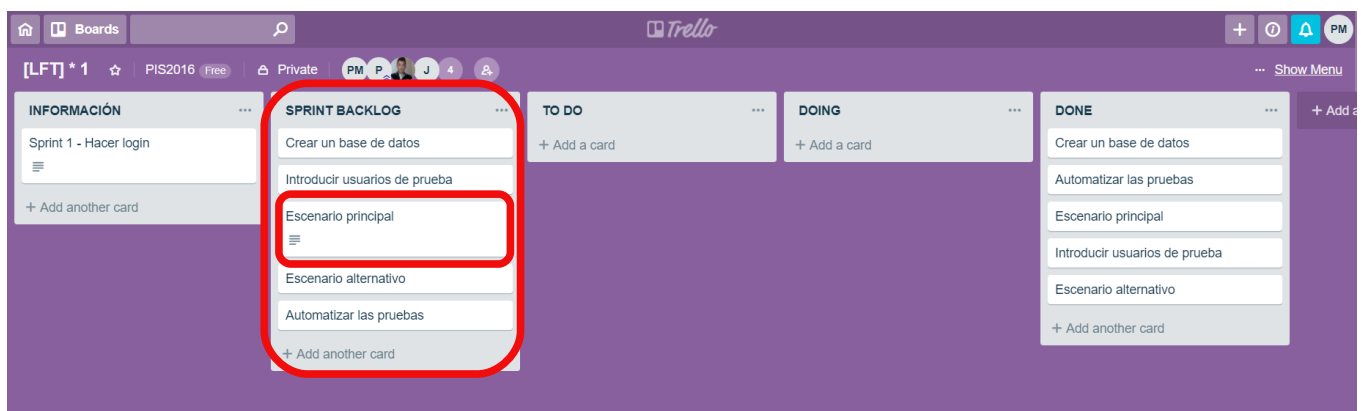 Boards
Trello
PM
[LFT] * 1
PIS2016 Free
Private
PM P J 4
... Show Menu
INFORMACIÓN
Sprint 1 - Hacer login
+ Add another card
SPRINT BACKLOG
Crear un base de datos
Introducir usuarios de prueba
Escenario principal
Escenario alternativo
Automatizar las pruebas
+ Add another card
TO DO
+ Add a card
DOING
+ Add a card
DONE
Crear un base de datos
Automatizar las pruebas
Escenario principal
Introducir usuarios de prueba
Escenario alternativo
+ Add another card
+ Add a